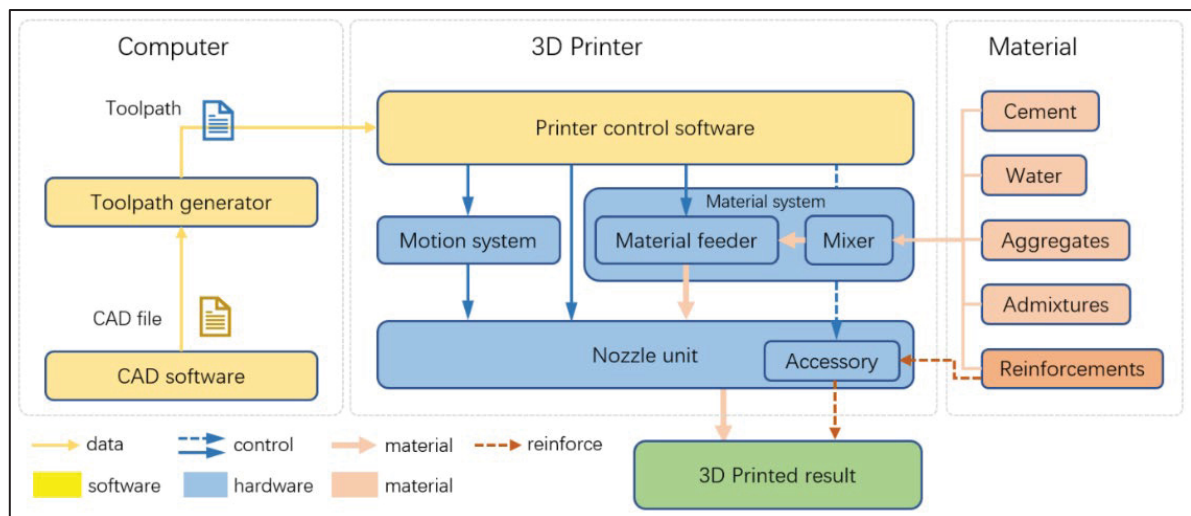 Computer
3D Printer
Material
Toolpath
Printer control software
Cement
Water
Toolpath generator
Material system
Motion system
Material feeder
Mixer
Aggregates
CAD file
Admixtures
Nozzle unit
Accessory
CAD software
Reinforcements
data
control
material
reinforce
software
hardware
material
3D Printed result